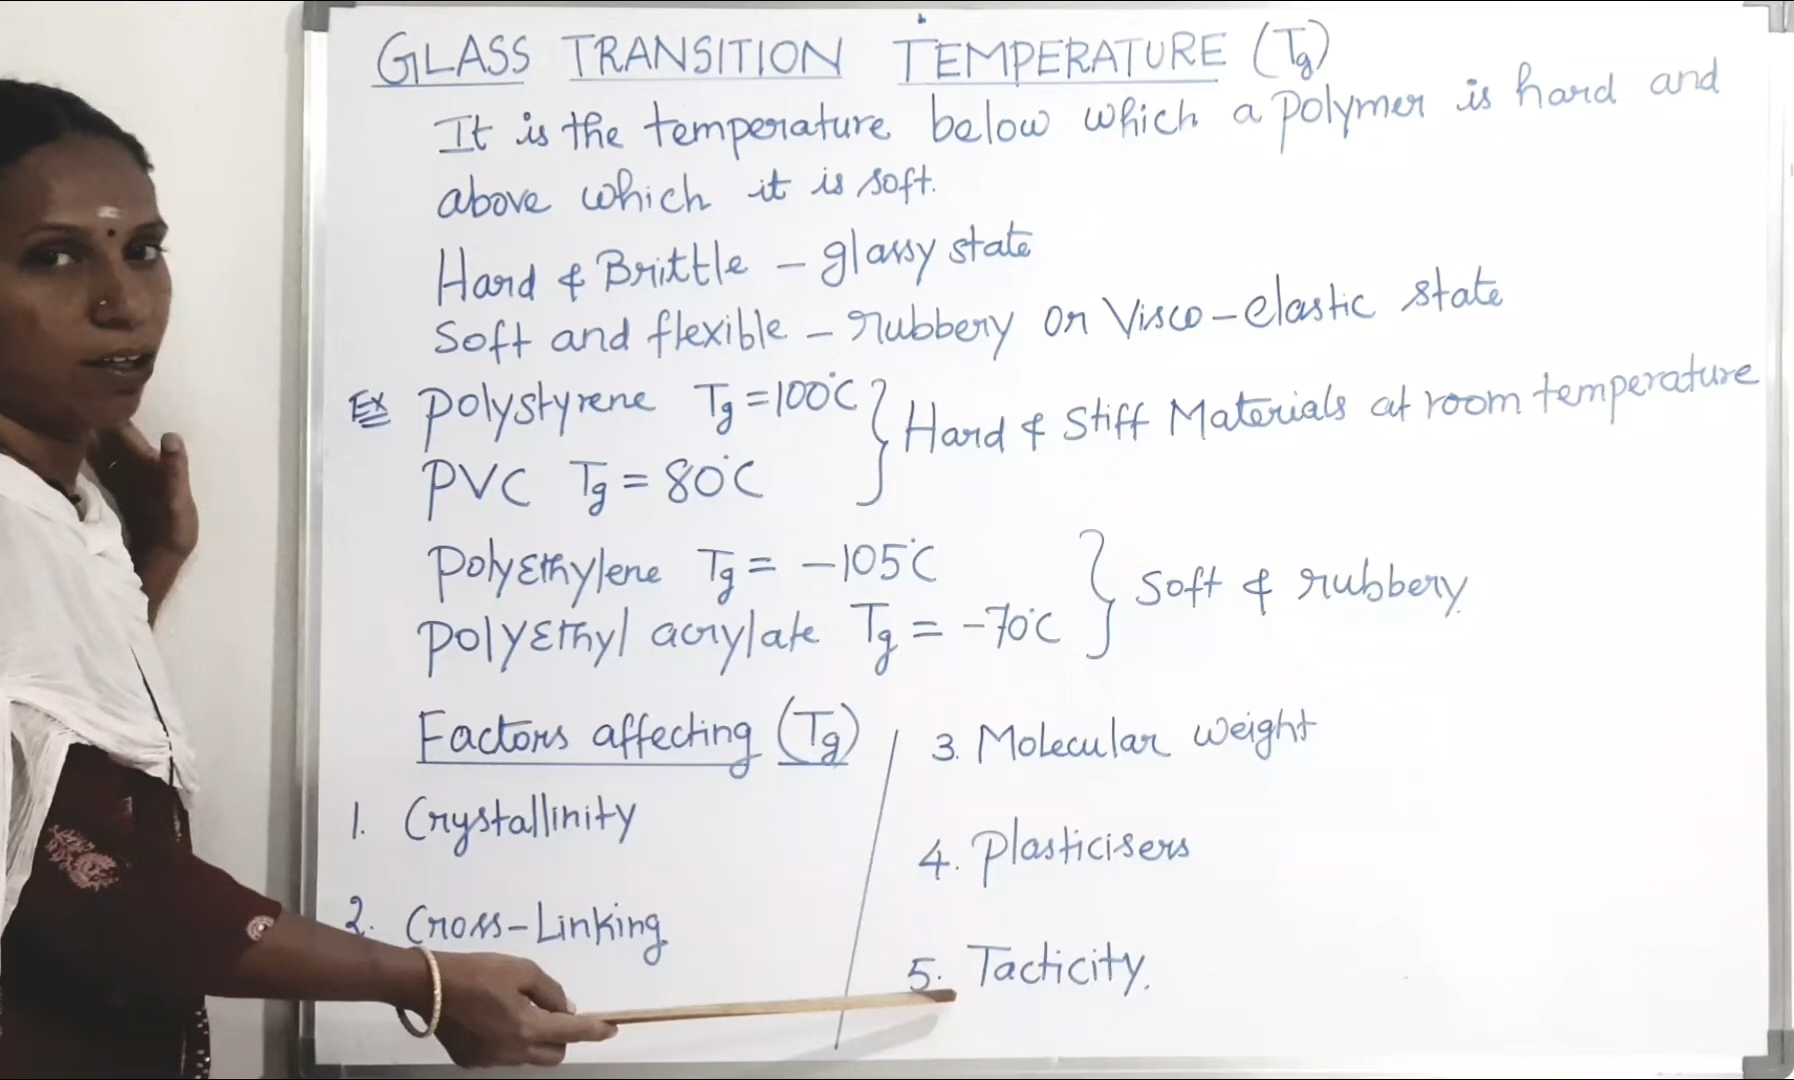 GLASS TRANSITION TEMPERATURE (Tg)
It is the temperature below which a polymer is hard and
above which it is soft.
Hard & Brittle – glassy state
Soft and flexible – rubbery or Visco-elastic state
Ex Polystyrene Tg = 100°C } Hard & Stiff Materials at room temperature
PVC Tg = 80°C
PolyEthylene Tg = -105°C } Soft & rubbery
PolyEthyl acrylate Tg = -70°C
Factors affecting (Tg)
1. Crystallinity
2. Cross-Linking
3. Molecular weight
4. Plasticisers
5. Tacticity.